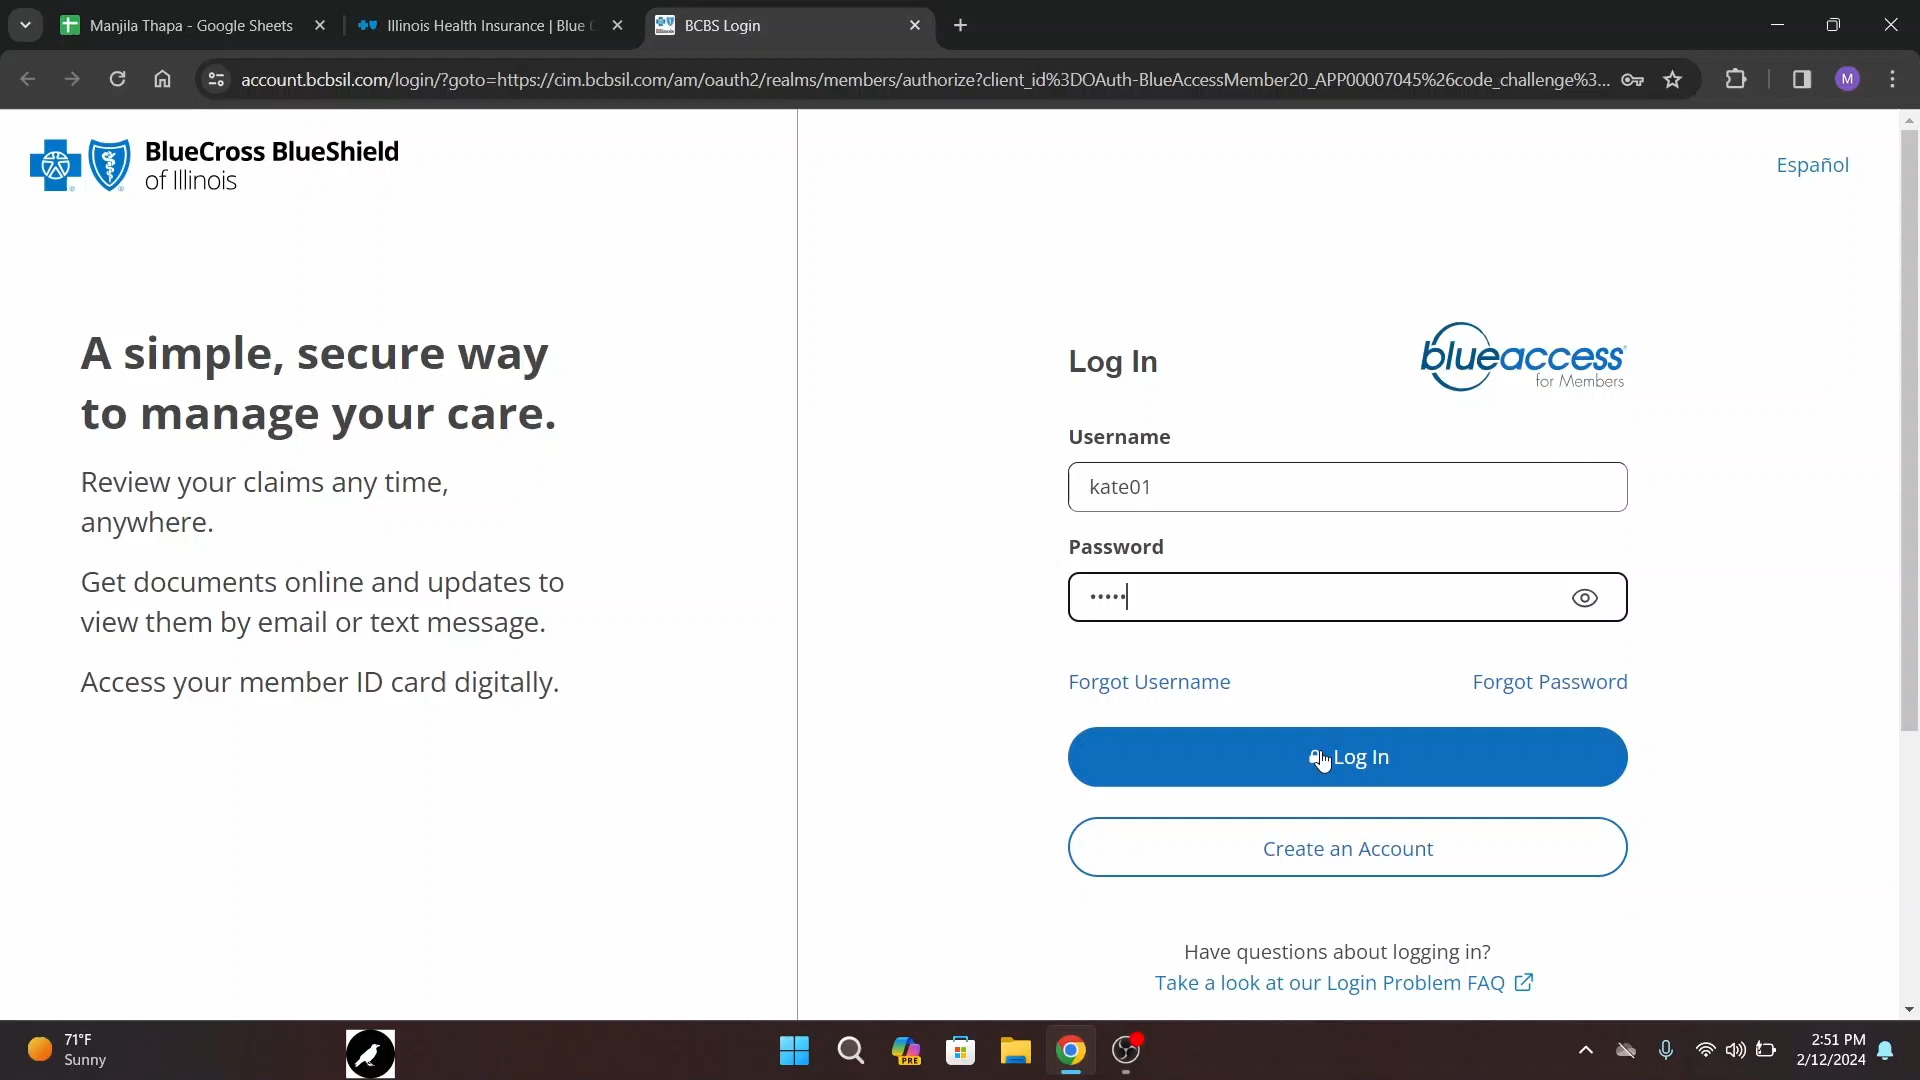 Manjila Thapa - Google Sheets
Illinois Health Insurance | Blue
BCBS Login
account.bcbsil.com/login/?goto=https://cim.bcbsil.com/am/oauth2/realms/members/authorize?client_id%3DOAuth-BlueAccessMember20_APP00007045%26code_challenge%3...
M
BlueCross BlueShield
of Illinois
Español
A simple, secure way
to manage your care.
Review your claims any time,
anywhere.
Get documents online and updates to
view them by email or text message.
Access your member ID card digitally.
Log In
blueaccess
for Members
Username
kate01
Password
•••••
Forgot Username
Forgot Password
Log In
Create an Account
Have questions about logging in?
Take a look at our Login Problem FAQ
71°F
Sunny
PRE
2:51 PM
2/12/2024